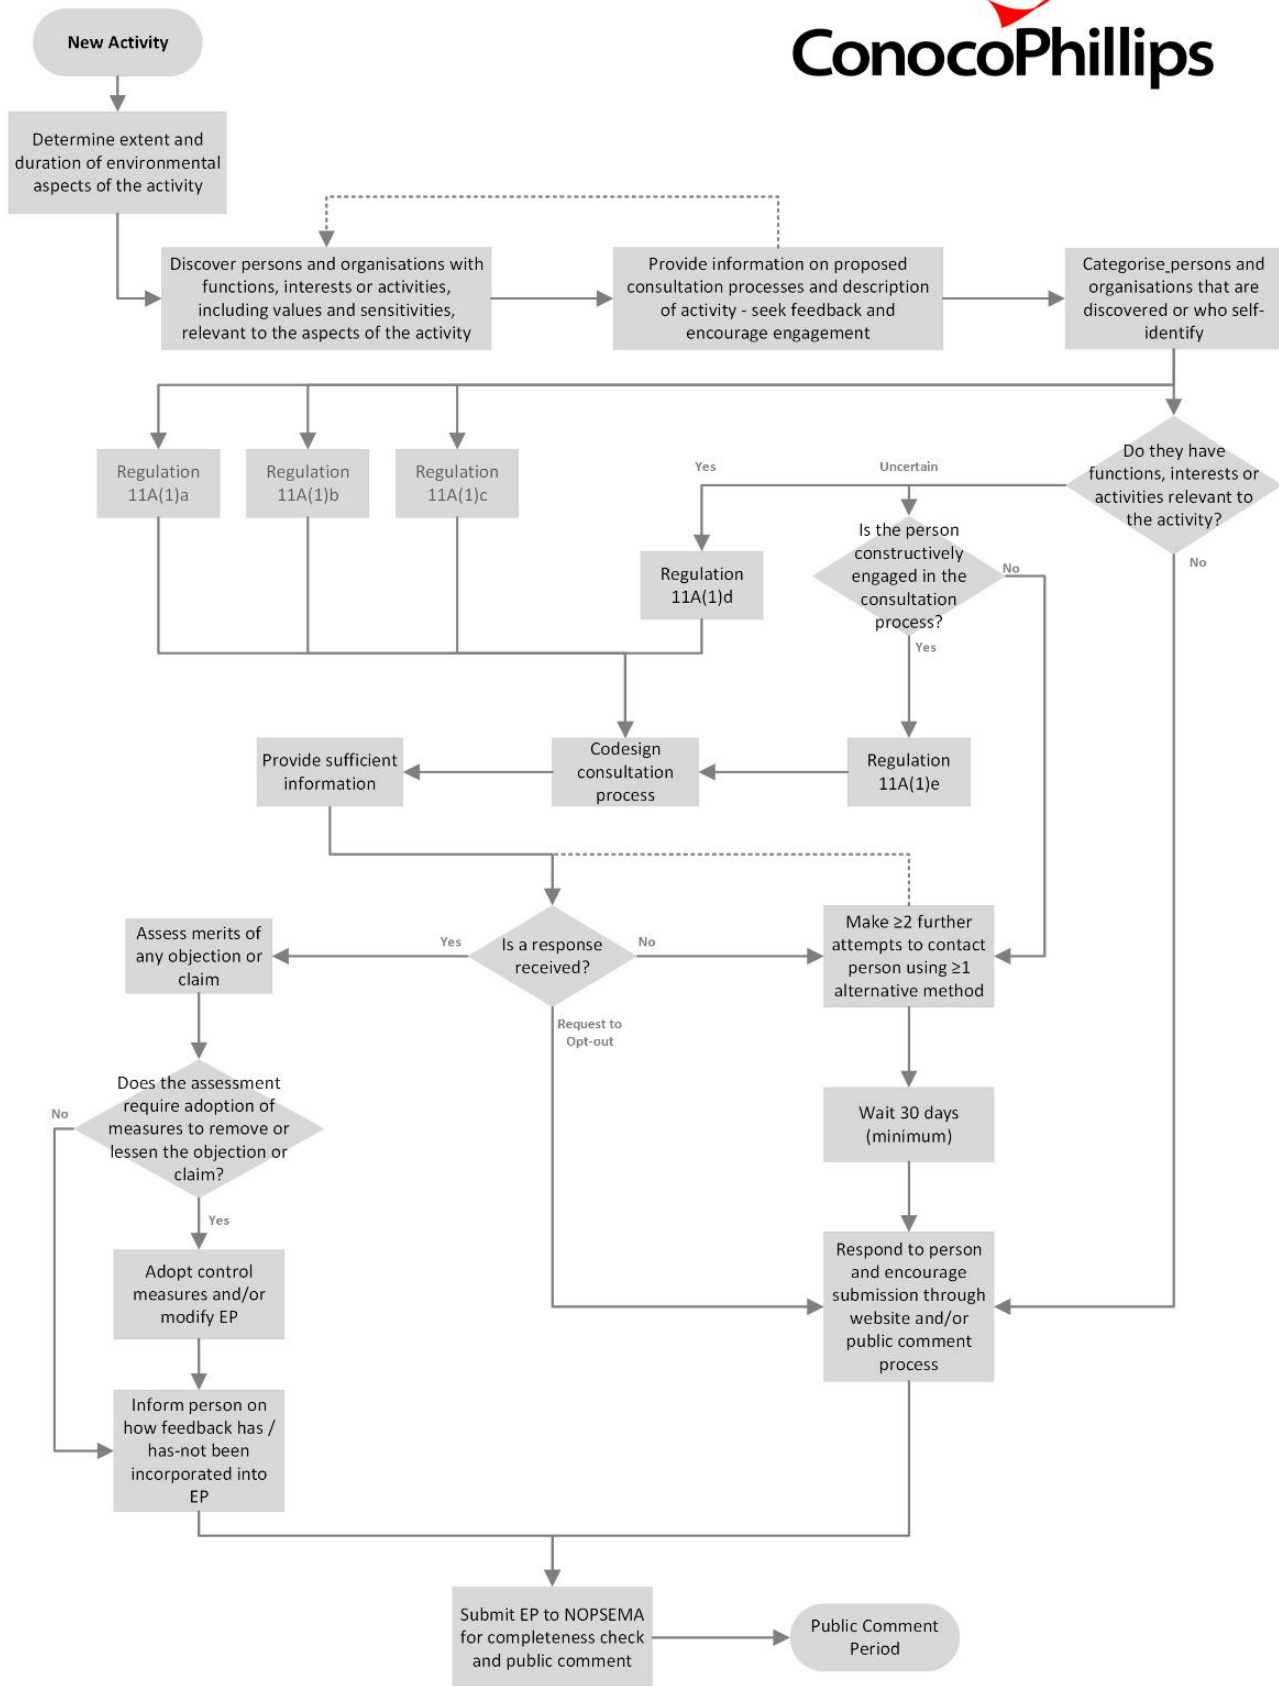 ConocoPhillips
New Activity
Determine extent and
duration of environmental
aspects of the activity
Discover persons and organisations with
functions, interests or activities,
including values and sensitivities,
relevant to the aspects of the activity
Provide information on proposed
consultation processes and description
of activity - seek feedback and
encourage engagement
Categorise persons and
organisations that are
discovered or who self-
identify
Regulation
11A(1)a
Regulation
11A(1)b
Regulation
11A(1)c
Yes
Uncertain
Do they have
functions, interests or
activities relevant to
the activity?
No
Regulation
11A(1)d
Is the person
constructively
engaged in the
consultation
process?
No
Yes
Provide sufficient
information
Codesign
consultation
process
Regulation
11A(1)e
Assess merits of
any objection or
claim
Yes
Is a response
received?
No
Request to
Opt-out
Make ≥2 further
attempts to contact
person using ≥1
alternative method
Does the assessment
require adoption of
measures to remove or
lessen the objection or
claim?
No
Yes
Wait 30 days
(minimum)
Adopt control
measures and/or
modify EP
Respond to person
and encourage
submission through
website and/or
public comment
process
Inform person on
how feedback has /
has-not been
incorporated into
EP
Submit EP to NOPSEMA
for completeness check
and public comment
Public Comment
Period